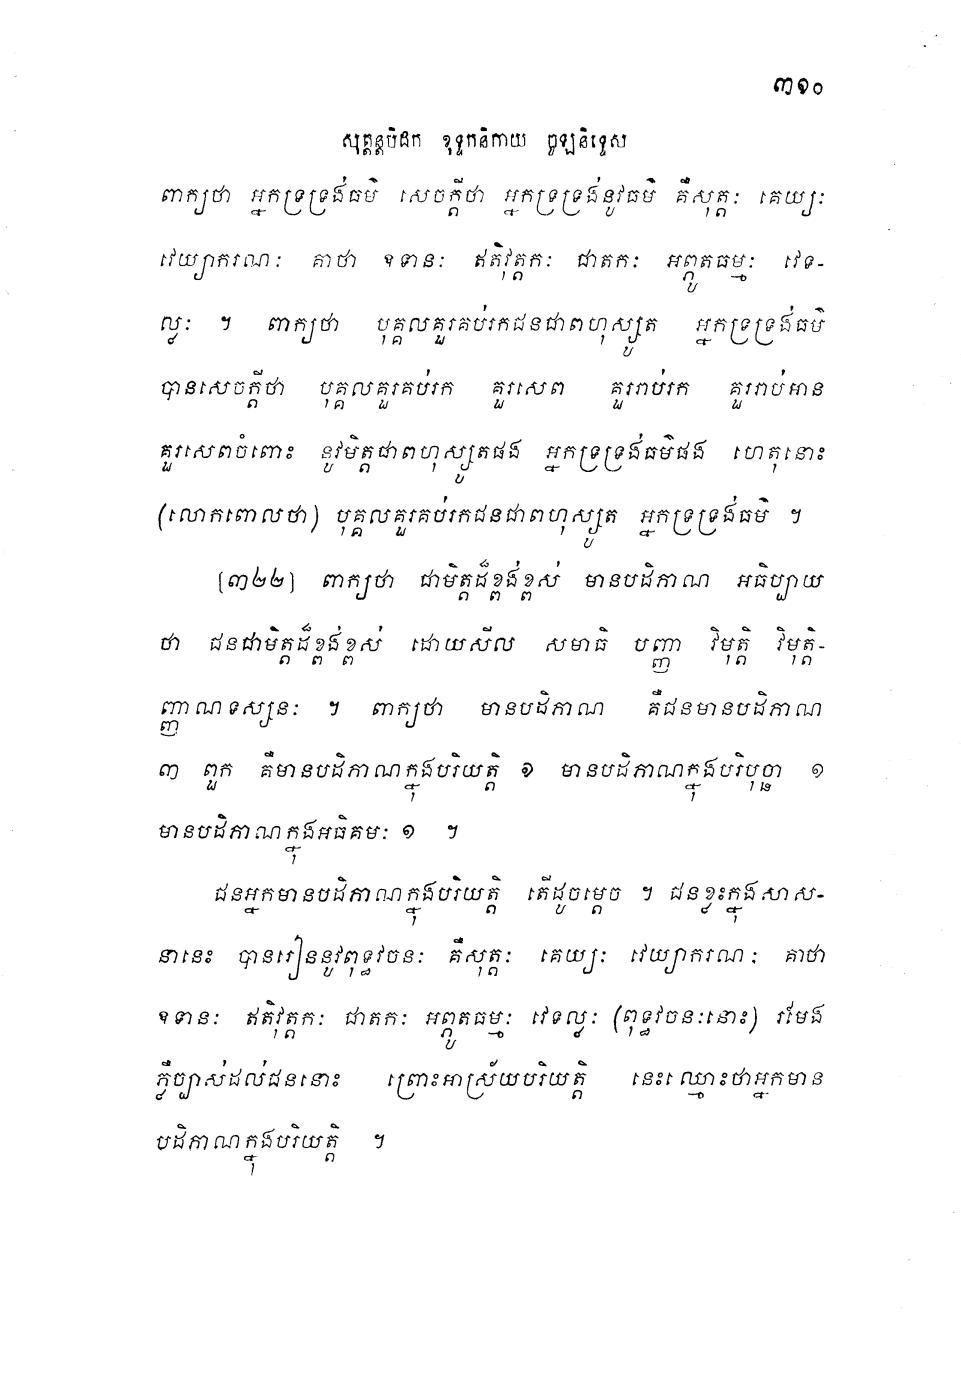 ៣១០
សុត្តន្តបិដក ខុទ្ទកនិកាយ ចូឡនិទ្ទេស
ពាក្យថា អ្នកទ្រទ្រង់ធម៌ សេចក្តីថា អ្នកទ្រទ្រង់នូវធម៌ គឺសុត្តៈ គេយ្យៈ
វេយ្យាករណៈ គាថា ឧទានៈ ឥតិវុត្តកៈ ជាតកៈ អព្ភូតធម្មៈ វេទ-
ល្លៈ ។ ពាក្យថា បុគ្គលគួរគប់រកជនជាពហុស្សូត អ្នកទ្រទ្រង់ធម៌
បានសេចក្តីថា បុគ្គលគួរគប់រក គួរសេព គួររាប់រក គួររាប់អាន
គួរសេពចំពោះ នូវមិត្តជាពហុស្សូតផង អ្នកទ្រទ្រង់ធម៌ផង ហេតុនោះ
(លោកពោលថា) បុគ្គលគួរគប់រកជនជាពហុស្សូត អ្នកទ្រទ្រង់ធម៌ ។
[៣២២] ពាក្យថា ជាមិត្តដ៏ខ្ពង់ខ្ពស់ មានបដិភាណ អធិប្បាយ
ថា ជនជាមិត្តដ៏ខ្ពង់ខ្ពស់ ដោយសីល សមាធិ បញ្ញា វិមុត្តិ វិមុត្តិ-
ញ្ញាណទស្សនៈ ។ ពាក្យថា មានបដិភាណ គឺជនមានបដិភាណ
៣ ពួក គឺមានបដិភាណក្នុងបរិយត្តិ ១ មានបដិភាណក្នុងបរិបុច្ឆា ១
មានបដិភាណក្នុងអធិគមៈ ១ ។
ជនអ្នកមានបដិភាណក្នុងបរិយត្តិ តើដូចម្តេច ។ ជនខ្លះក្នុងសាស-
នានេះ បានរៀននូវពុទ្ធវចនៈ គឺសុត្តៈ គេយ្យៈ វេយ្យាករណៈ គាថា
ឧទានៈ ឥតិវុត្តកៈ ជាតកៈ អព្ភូតធម្មៈ វេទល្លៈ (ពុទ្ធវចនៈនោះ) រមែង
ភ្លឺច្បាស់ដល់ជននោះ ព្រោះអាស្រ័យបរិយត្តិ នេះឈ្មោះថាអ្នកមាន
បដិភាណក្នុងបរិយត្តិ ។